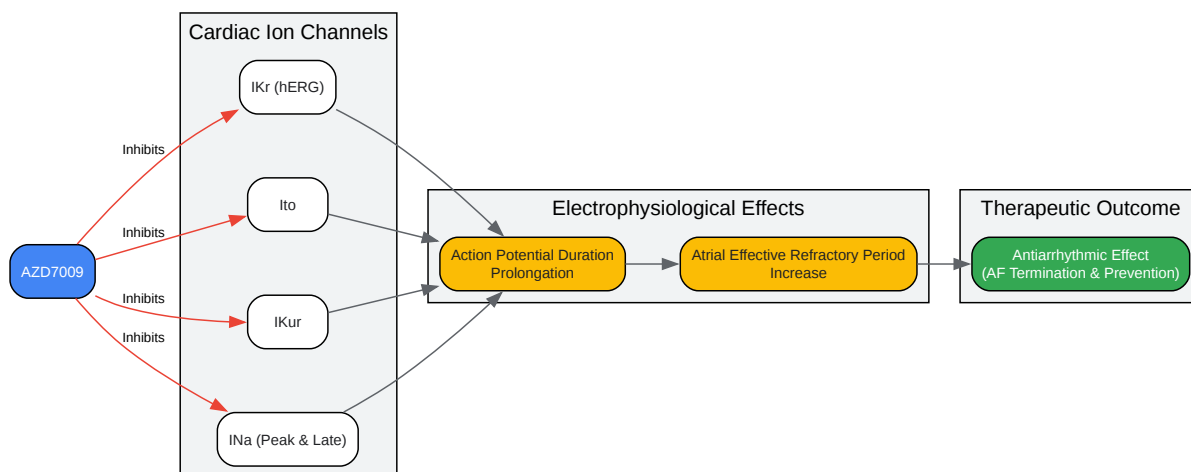 Cardiac Ion Channels
IKr (hERG)
Inhibits
Ito
Inhibits
AZD7009
Inhibits
IKur
Inhibits
INa (Peak & Late)
Electrophysiological Effects
Action Potential Duration
Prolongation
Atrial Effective Refractory Period
Increase
Therapeutic Outcome
Antiarrhythmic Effect
(AF Termination & Prevention)